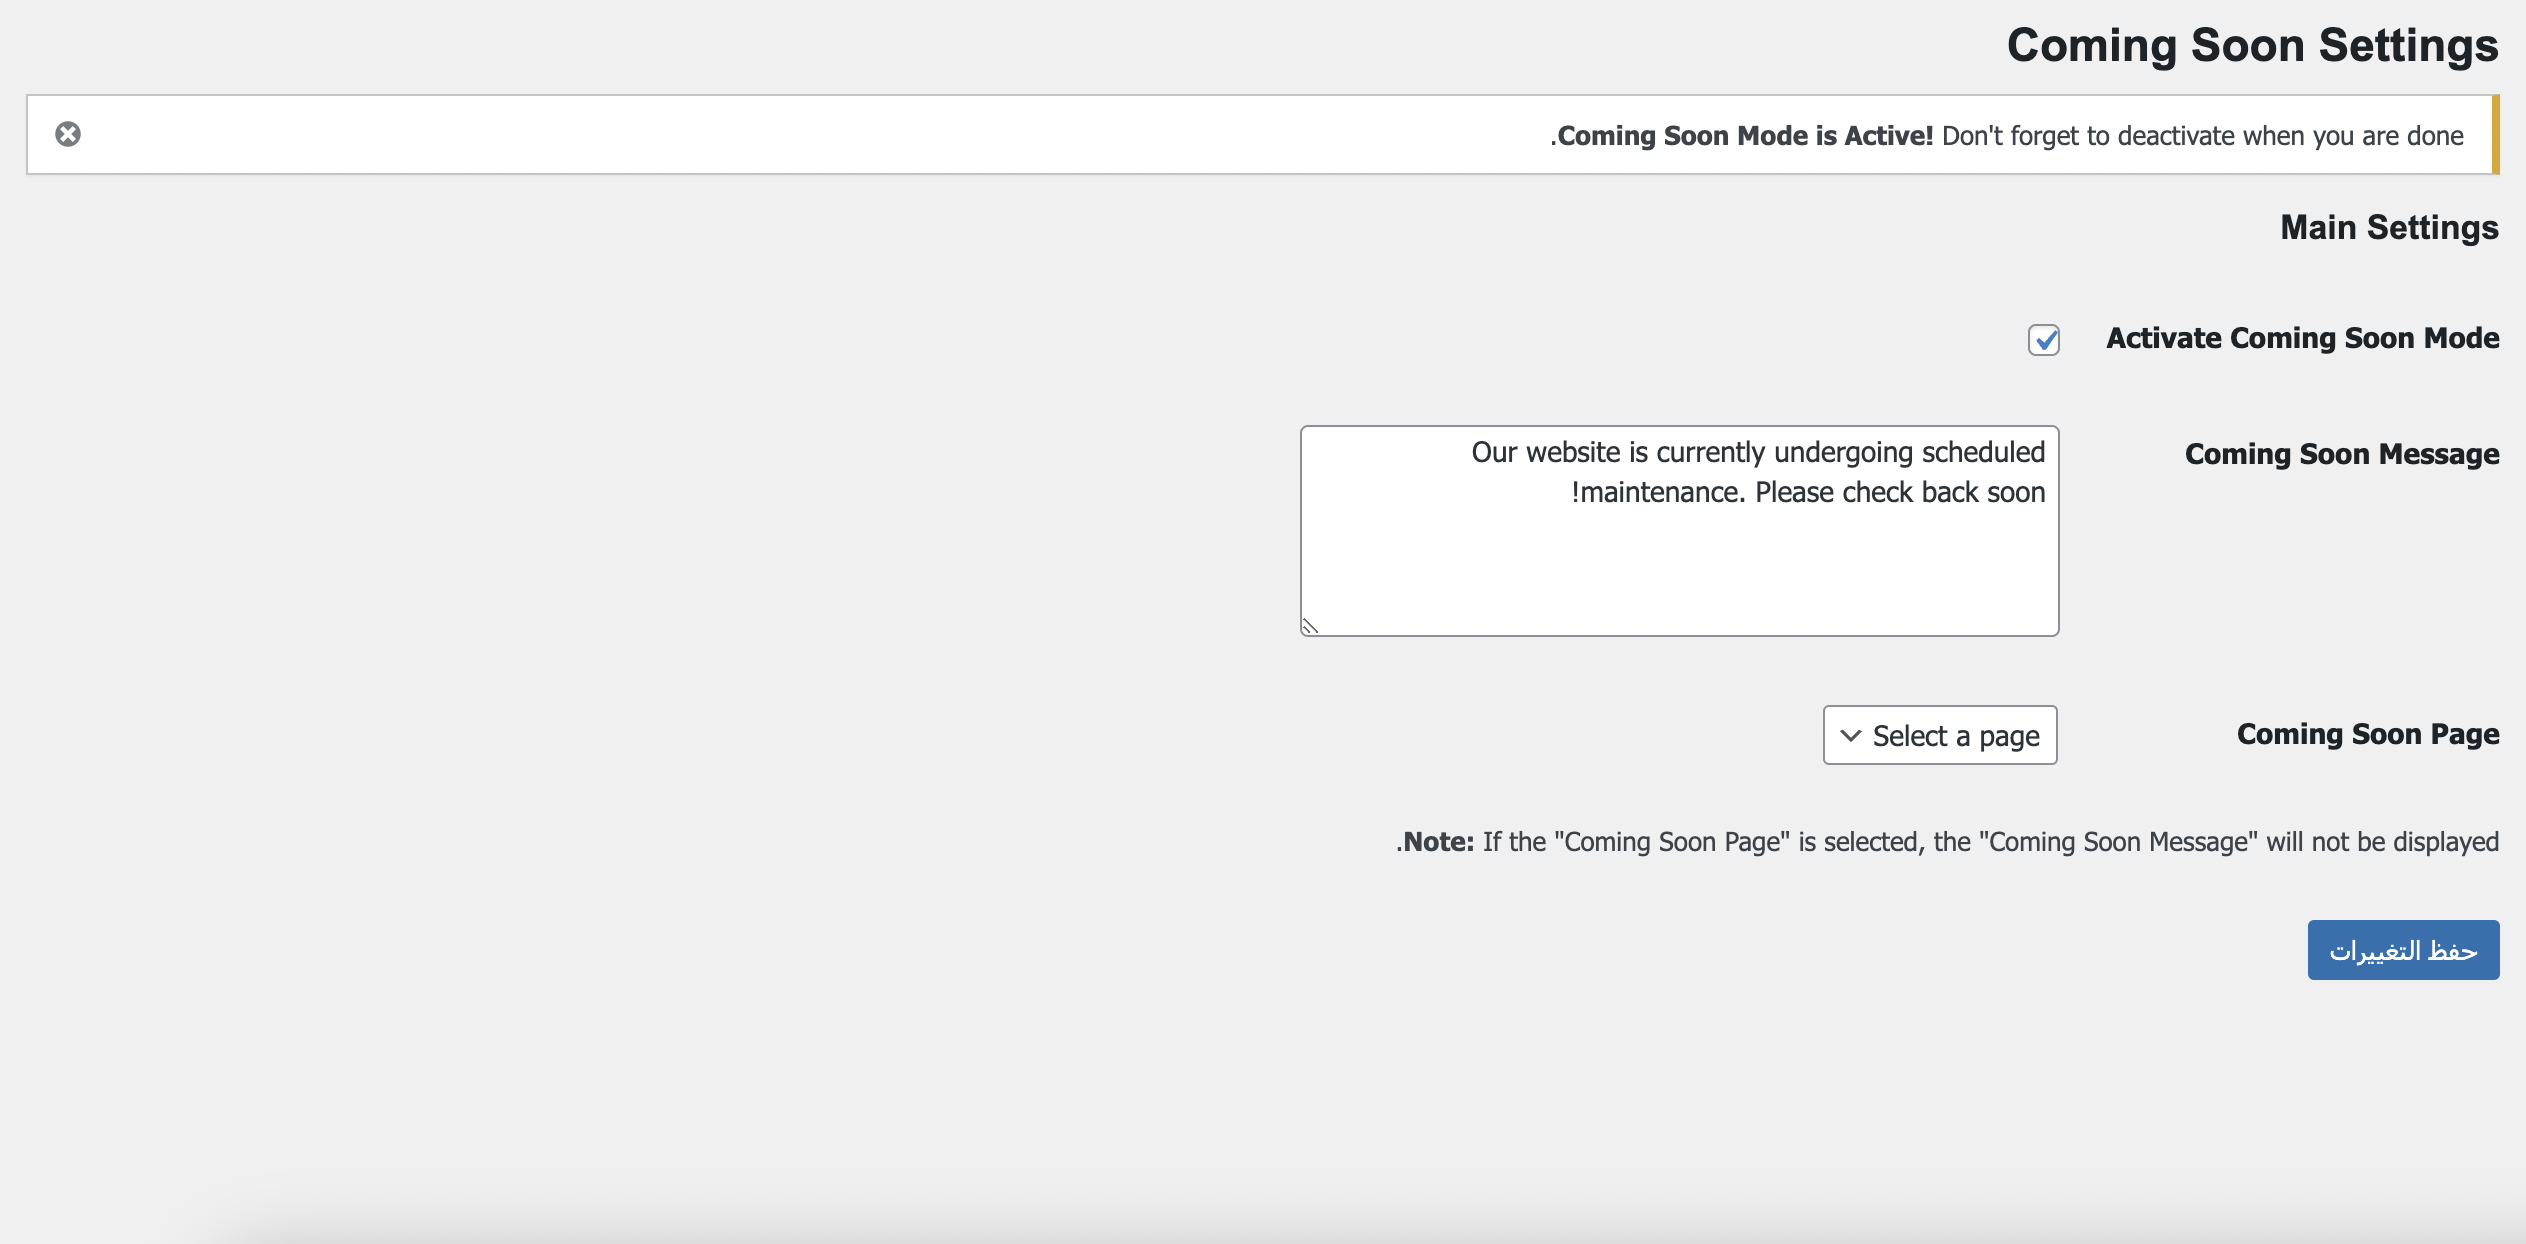 Coming Soon Settings
Coming Soon Mode is Active! Don't forget to deactivate when you are done.
Main Settings
Activate Coming Soon Mode
Coming Soon Message
Our website is currently undergoing scheduled
maintenance. Please check back soon!
Coming Soon Page
Select a page
Note: If the "Coming Soon Page" is selected, the "Coming Soon Message" will not be displayed.
حفظ التغييرات